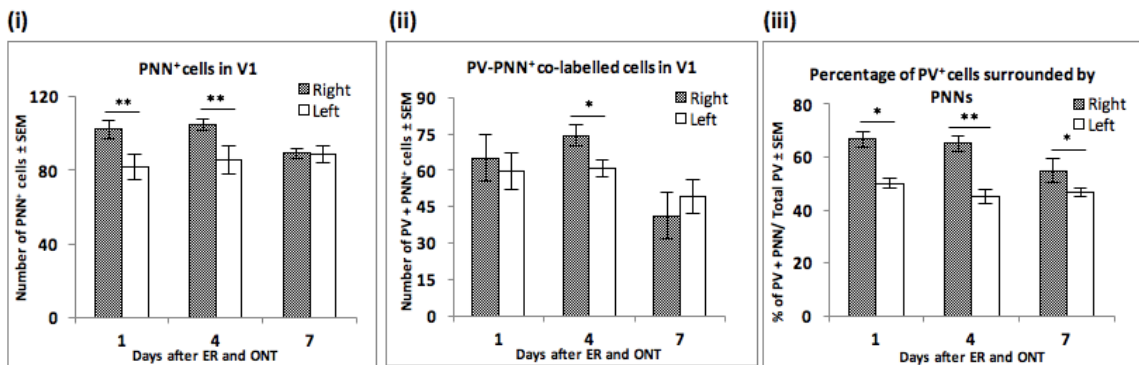 (i)
PNN⁺ cells in V1
Right
Left
Number of PNN⁺ cells ± SEM
120
80
40
0
**
**
1 4 7
Days after ER and ONT
(ii)
PV-PNN⁺ co-labelled cells in V1
Right
Left
Number of PV + PNN⁺ cells ± SEM
90
75
60
45
30
15
0
*
1 4 7
Days after ER and ONT
(iii)
Percentage of PV⁺ cells surrounded by
PNNs
Right
Left
% of PV + PNN/ Total PV ± SEM
80
60
40
20
0
*
**
*
1 4 7
Days after ER and ONT